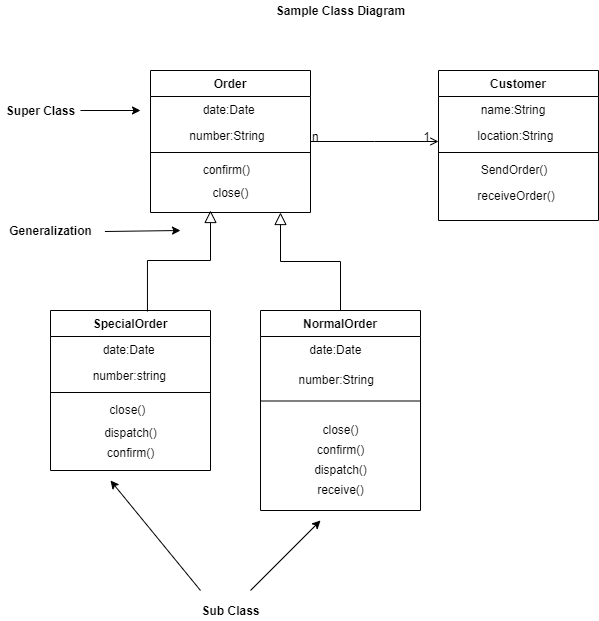 Sample Class Diagram
Order
date:Date
number:String
confirm()
close()
Customer
name:String
location:String
SendOrder()
receiveOrder()
n
1
Super Class
Generalization
SpecialOrder
date:Date
number:string
close()
dispatch()
confirm()
NormalOrder
date:Date
number:String
close()
confirm()
dispatch()
receive()
Sub Class